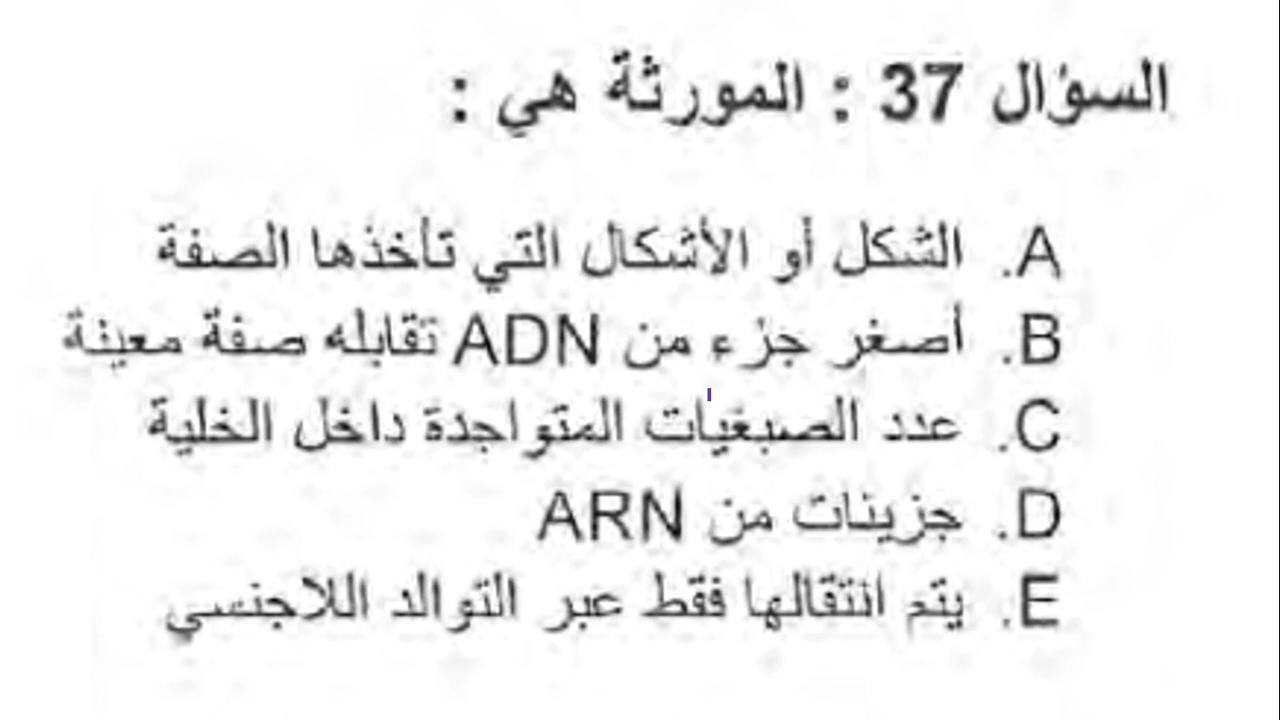 السؤال 37 : المورثة هي :
A. الشكل أو الأشكال التي تأخذها الصفة
B. أصغر جزء من ADN تقابله صفة معينة
C. عدد الصبغيات المتواجدة داخل الخلية
D. جزيئات من ARN
E. يتم انتقالها فقط عبر التوالد اللاجنسي